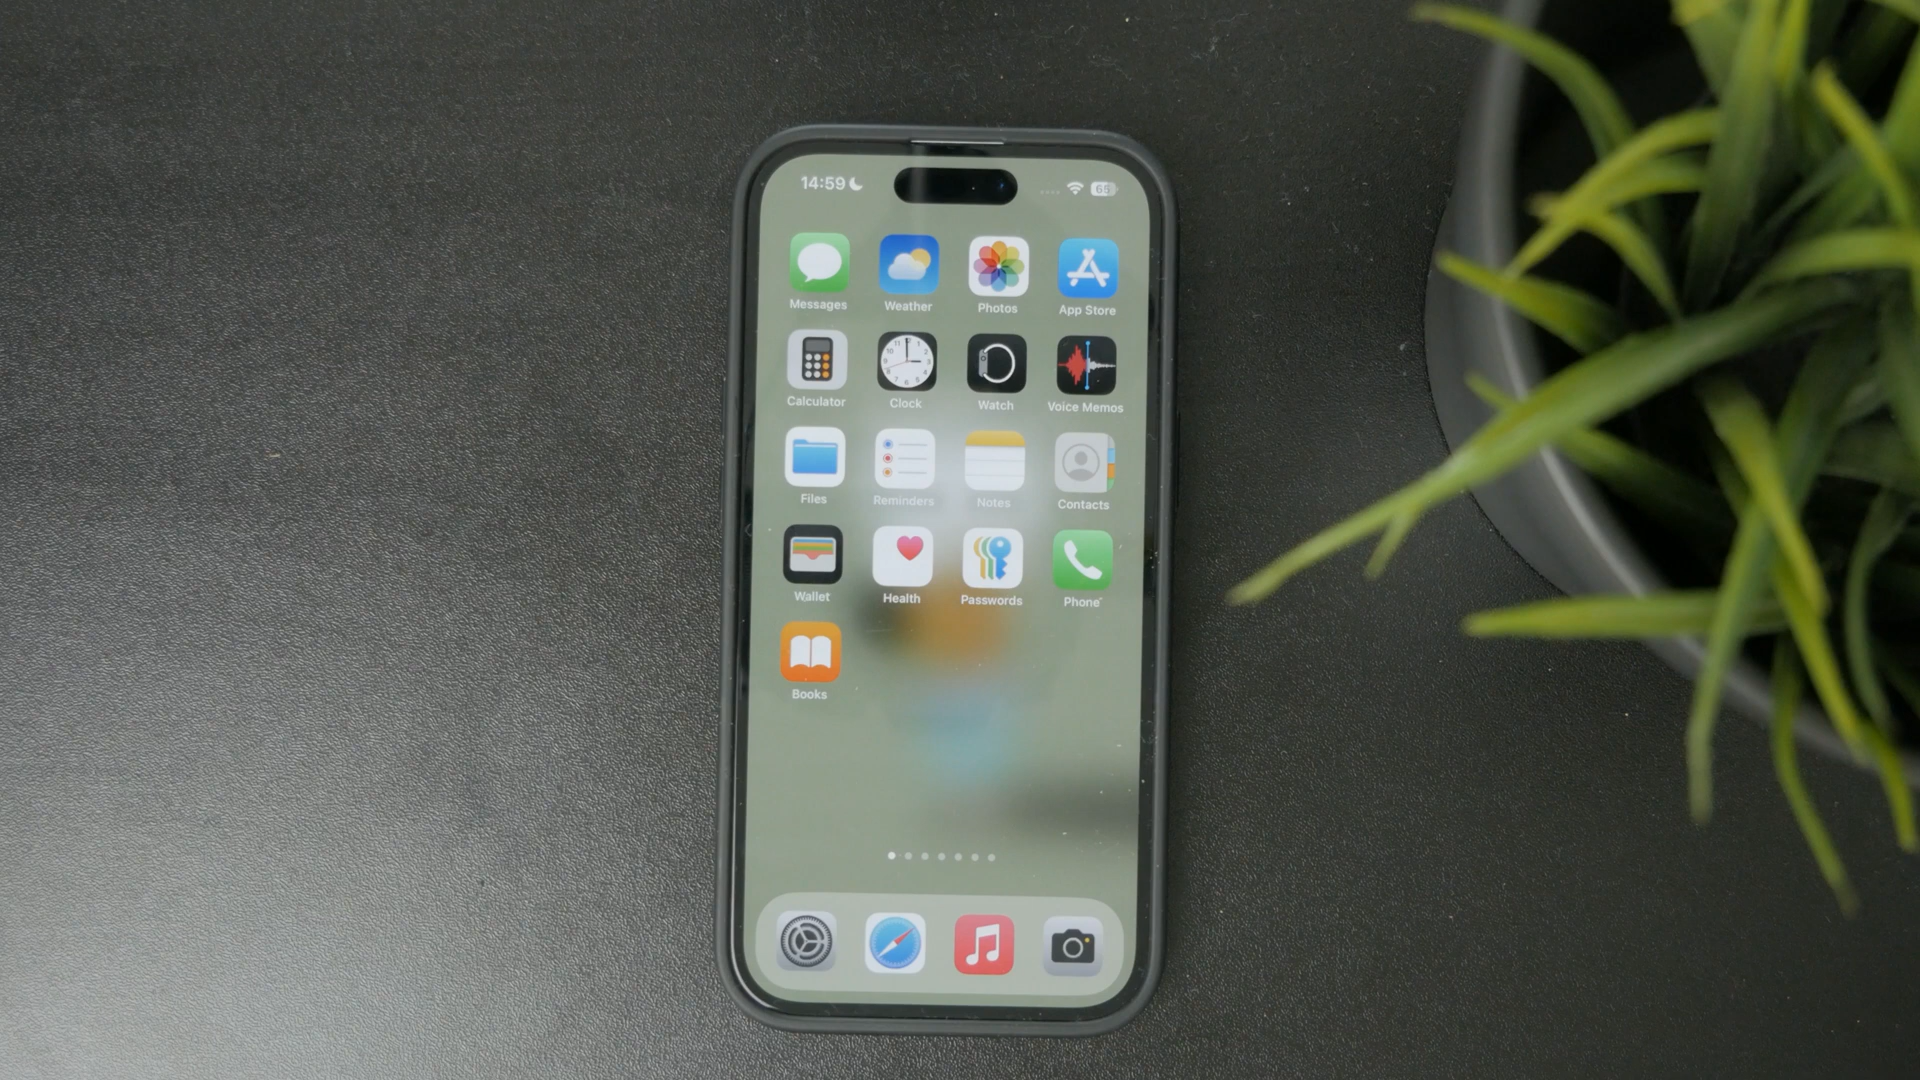 14:59 65
Messages Weather Photos App Store
Calculator Clock Watch Voice Memos
Files Reminders Notes Contacts
Wallet Health Passwords Phone
Books